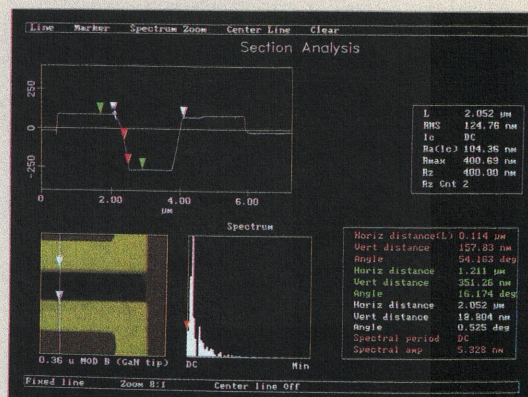 Line Marker Spectrum Zoom Center Line Clear
Section Analysis
250
0
-250
0 2.00 4.00 6.00
µm
L 2.052 µm
RMS 124.76 nm
lc DC
Ra(lc) 104.36 nm
Rmax 400.69 nm
Rz 400.00 nm
Rz Cnt 2
Spectrum
DC Min
0.36 u MOD B (GaN tip)
Horiz distance(L) 0.114 µm
Vert distance 157.83 nm
Angle 54.163 deg
Horiz distance 1.211 µm
Vert distance 351.26 nm
Angle 16.174 deg
Horiz distance 2.052 µm
Vert distance 18.804 nm
Angle 0.525 deg
Spectral period DC
Spectral amp 5.328 nm
Fixed line Zoom 8:1 Center line Off